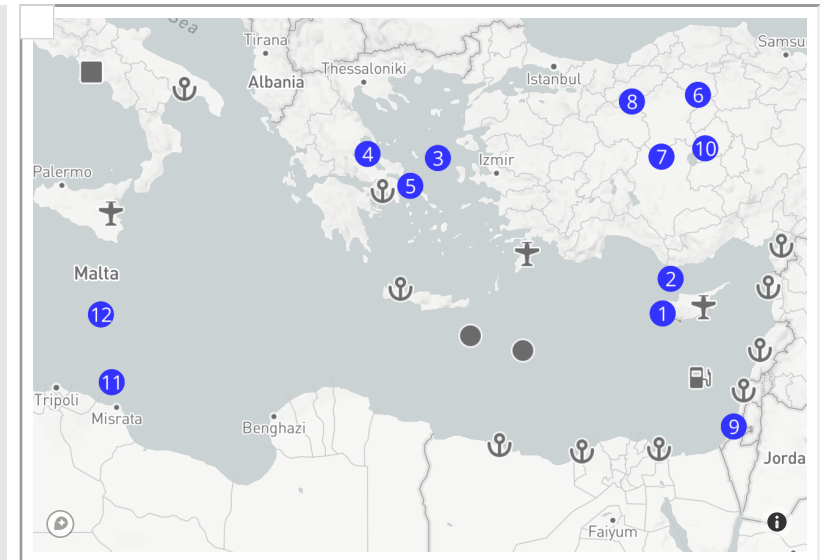 Sea
Tirana
Samsu
Thessaloniki
Istanbul
Albania
8
6
4
3
7
10
Palermo
Izmir
5
Malta
2
12
1
11
Tripoli
Misrata
Benghazi
9
Jorda
Faiyum
i